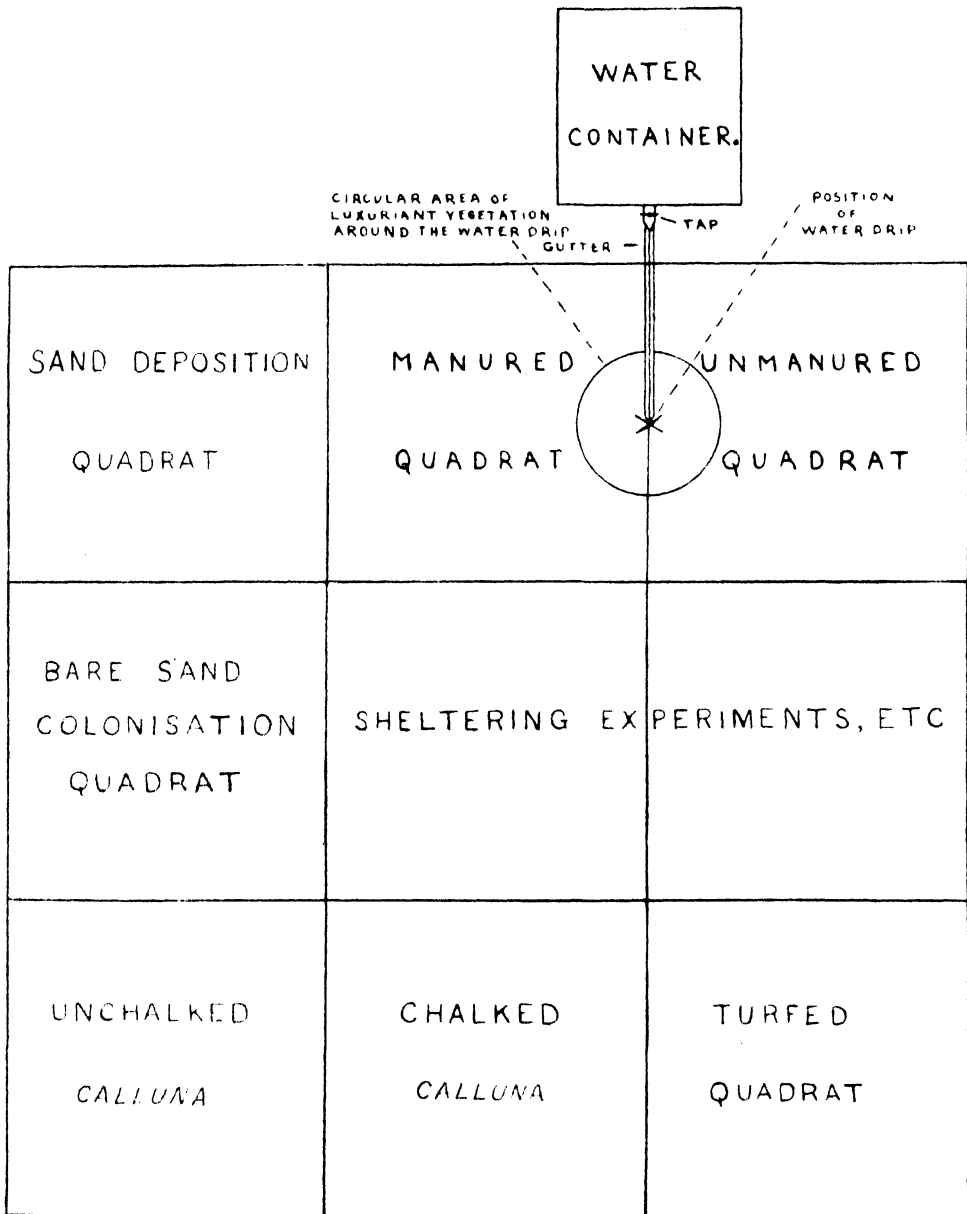 WATER
CONTAINER.
CIRCULAR AREA OF
LUXURIANT VEGETATION
AROUND THE WATER DRIP
GUTTER
TAP
POSITION
OF
WATER DRIP
SAND DEPOSITION
QUADRAT
MANURED
QUADRAT
UNMANURED
QUADRAT
BARE SAND
COLONISATION
QUADRAT
SHELTERING EXPERIMENTS, ETC
UNCHALKED
CALLUNA
CHALKED
CALLUNA
TURFED
QUADRAT